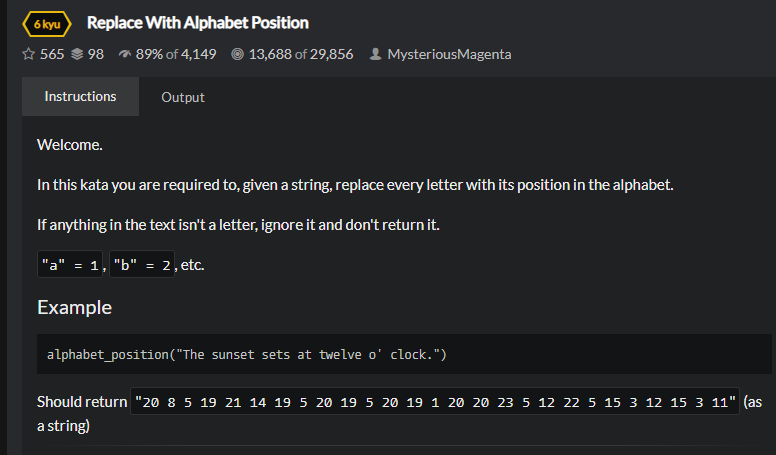 6 kyu Replace With Alphabet Position
565 98 89% of 4,149 13,688 of 29,856 MysteriousMagenta
Instructions Output
Welcome.
In this kata you are required to, given a string, replace every letter with its position in the alphabet.
If anything in the text isn't a letter, ignore it and don't return it.
"a" = 1, "b" = 2, etc.
Example
alphabet_position("The sunset sets at twelve o' clock.")
Should return "20 8 5 19 21 14 19 5 20 19 5 20 19 1 20 20 23 5 12 22 5 15 3 12 15 3 11" (as
a string)